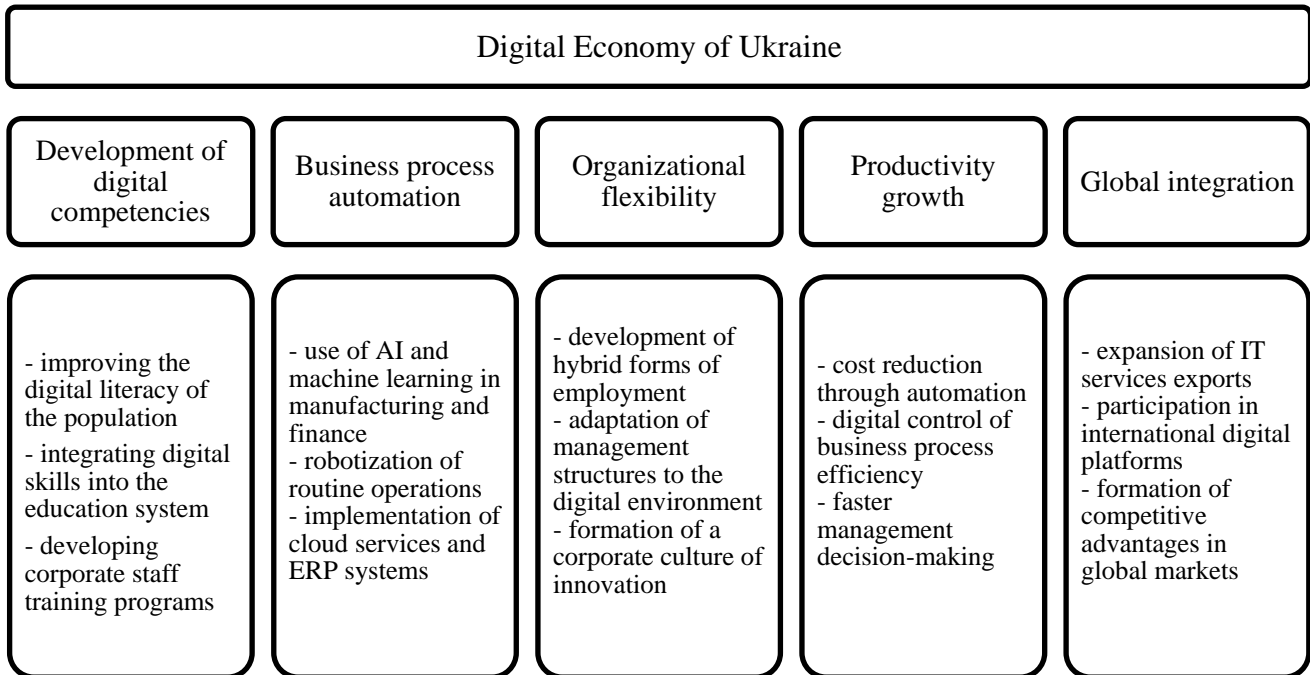 Digital Economy of Ukraine
Development of
digital
competencies
Business process
automation
Organizational
flexibility
Productivity
growth
Global integration
- improving the
digital literacy of
the population
- integrating digital
skills into the
education system
- developing
corporate staff
training programs
- use of AI and
machine learning in
manufacturing and
finance
- robotization of
routine operations
- implementation of
cloud services and
ERP systems
- development of
hybrid forms of
employment
- adaptation of
management
structures to the
digital environment
- formation of a
corporate culture of
innovation
- cost reduction
through automation
- digital control of
business process
efficiency
- faster
management
decision-making
- expansion of IT
services exports
- participation in
international digital
platforms
- formation of
competitive
advantages in
global markets